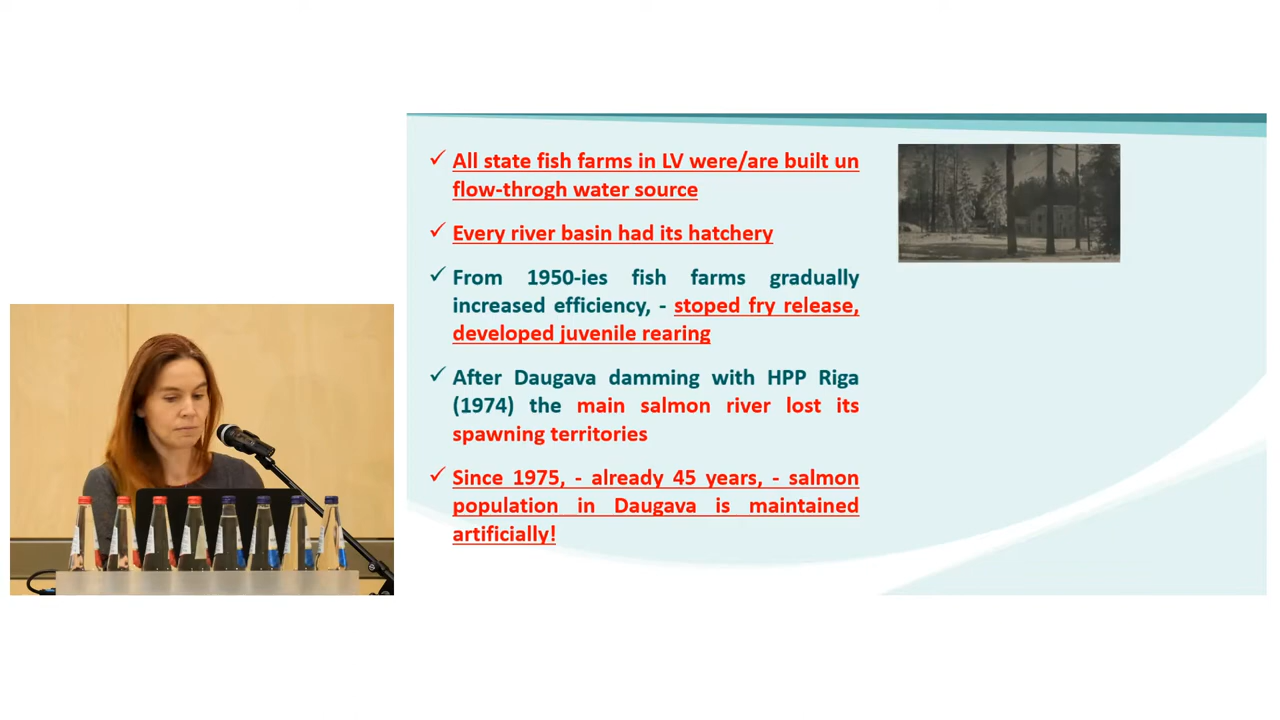 ✓ All state fish farms in LV were/are built un
flow-throgh water source
✓ Every river basin had its hatchery
✓ From 1950-ies fish farms gradually
increased efficiency, - stoped fry release,
developed juvenile rearing
✓ After Daugava damming with HPP Riga
(1974) the main salmon river lost its
spawning territories
✓ Since 1975, - already 45 years, - salmon
population in Daugava is maintained
artificially!